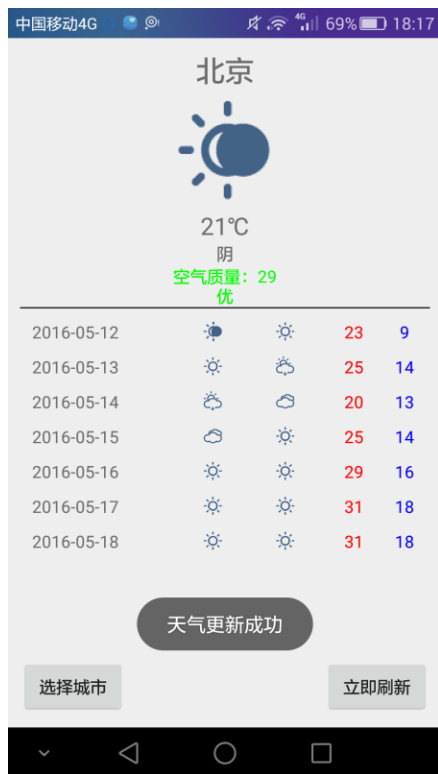 中国移动4G 4G 69% 18:17
北京
21℃
阴
空气质量：29
优
2016-05-12 23 9
2016-05-13 25 14
2016-05-14 20 13
2016-05-15 25 14
2016-05-16 29 16
2016-05-17 31 18
2016-05-18 31 18
天气更新成功
选择城市 立即刷新